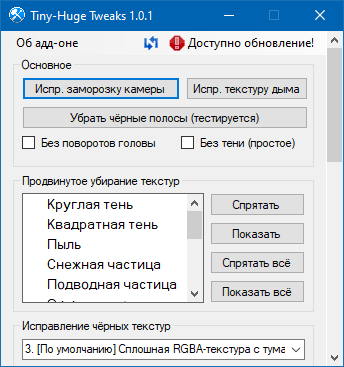 Tiny-Huge Tweaks 1.0.1
Об адд-оне
Доступно обновление!
Основное
Испр. заморозку камеры
Испр. текстуру дыма
Убрать чёрные полосы (тестируется)
Без поворотов головы
Без тени (простое)
Продвинутое убирание текстур
Круглая тень
Квадратная тень
Пыль
Снежная частица
Подводная частица
Спрятать
Показать
Спрятать всё
Показать всё
Исправление чёрных текстур
3. [По умолчанию] Сплошная RGBA-текстура с тума